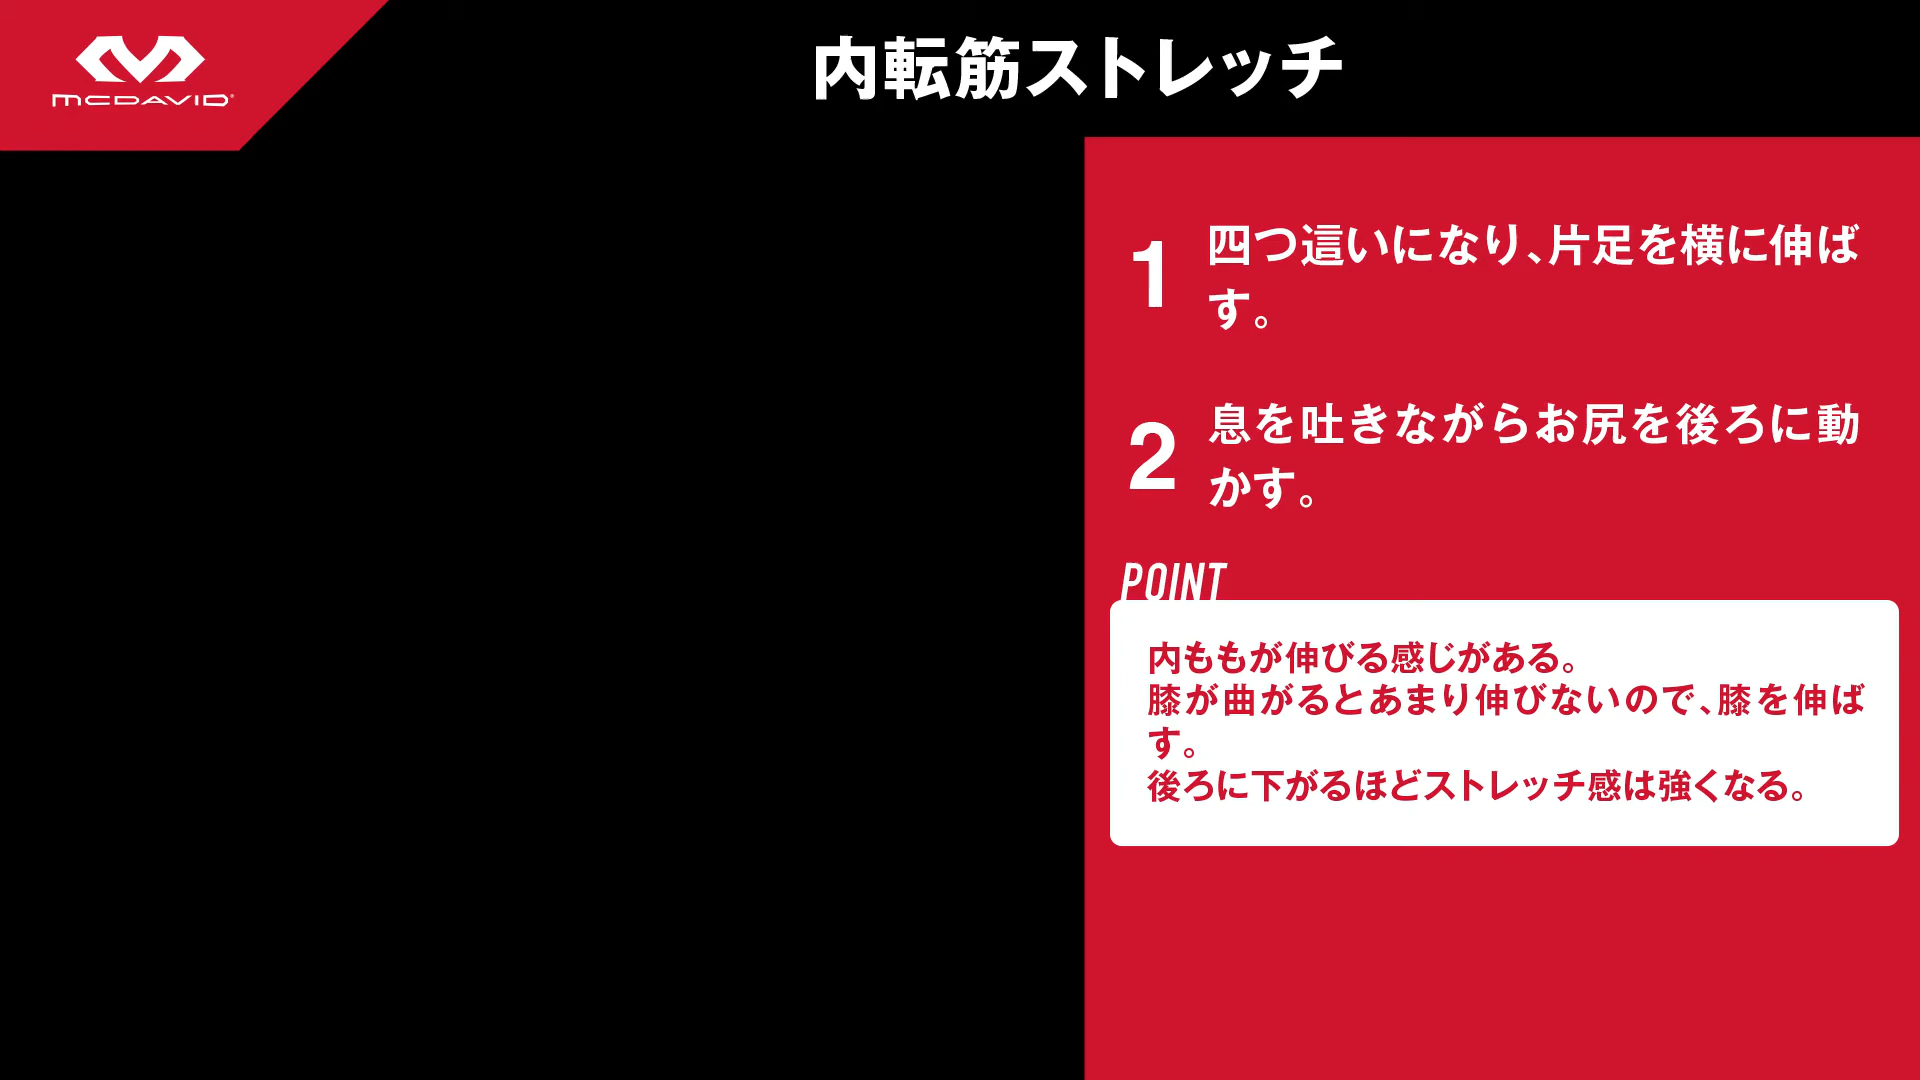 MCDAVID
内転筋ストレッチ
1 四つ這いになり、片足を横に伸ば
す。
2 息を吐きながらお尻を後ろに動
かす。
POINT
内ももが伸びる感じがある。
膝が曲がるとあまり伸びないので、膝を伸ば
す。
後ろに下がるほどストレッチ感は強くなる。